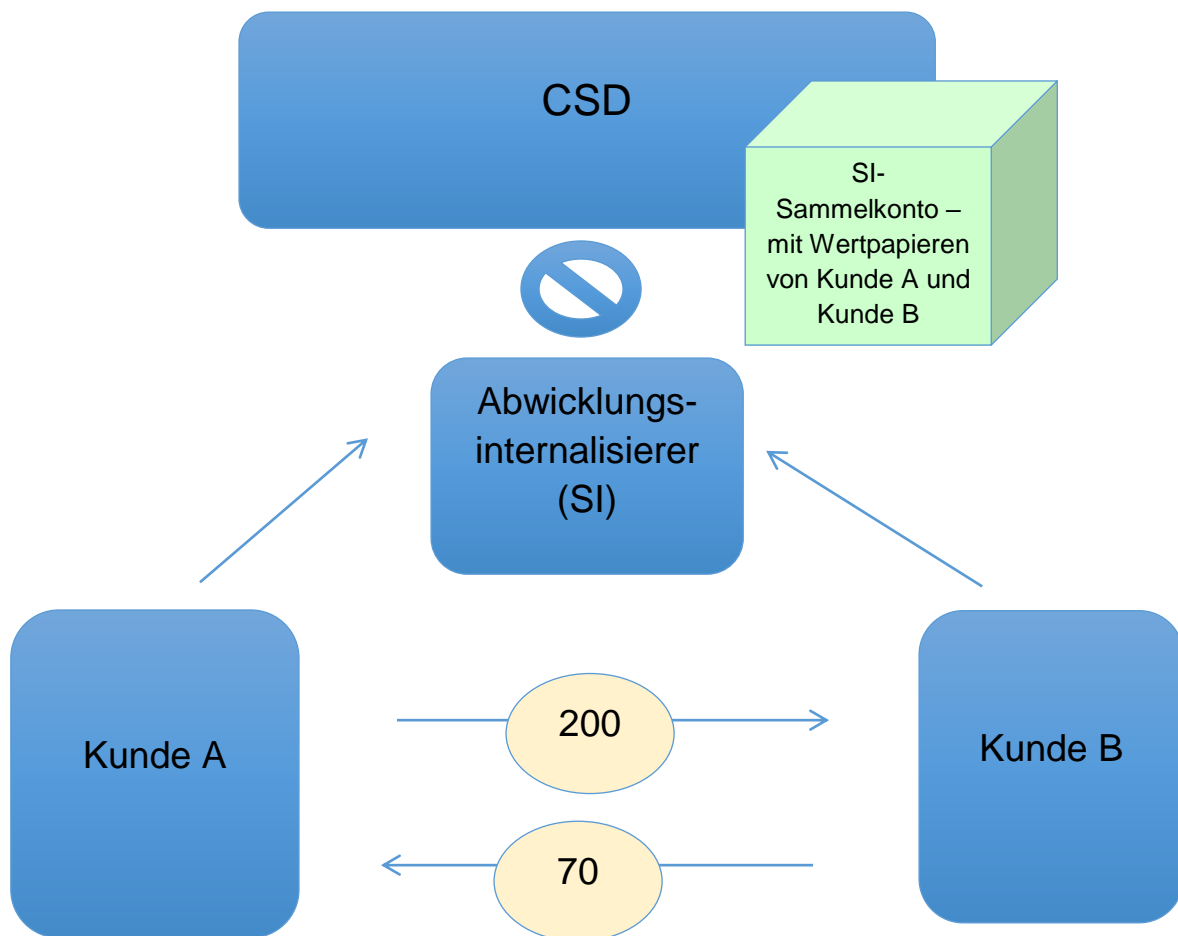 CSD
SI-
Sammelkonto –
mit Wertpapieren
von Kunde A und
Kunde B
Abwicklungs-
internalisierer
(SI)
Kunde A
200
Kunde B
70